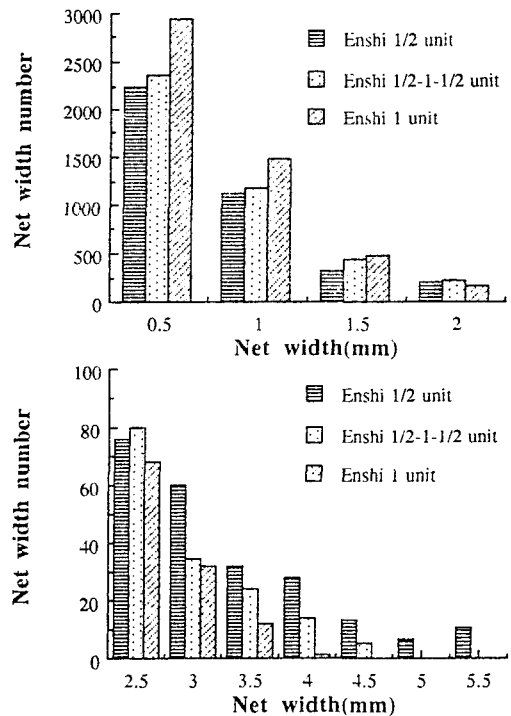 Net width number
3000
2500
2000
1500
1000
500
0
Enshi 1/2 unit
Enshi 1/2-1-1/2 unit
Enshi 1 unit
0.5 1 1.5 2
Net width(mm)
Net width number
100
80
60
40
20
0
Enshi 1/2 unit
Enshi 1/2-1-1/2 unit
Enshi 1 unit
2.5 3 3.5 4 4.5 5 5.5
Net width(mm)